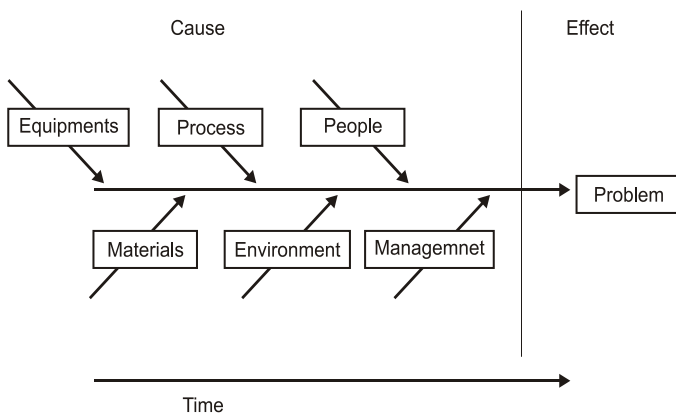 Cause
Effect
Equipments
Process
People
Problem
Materials
Environment
Managemnet
Time